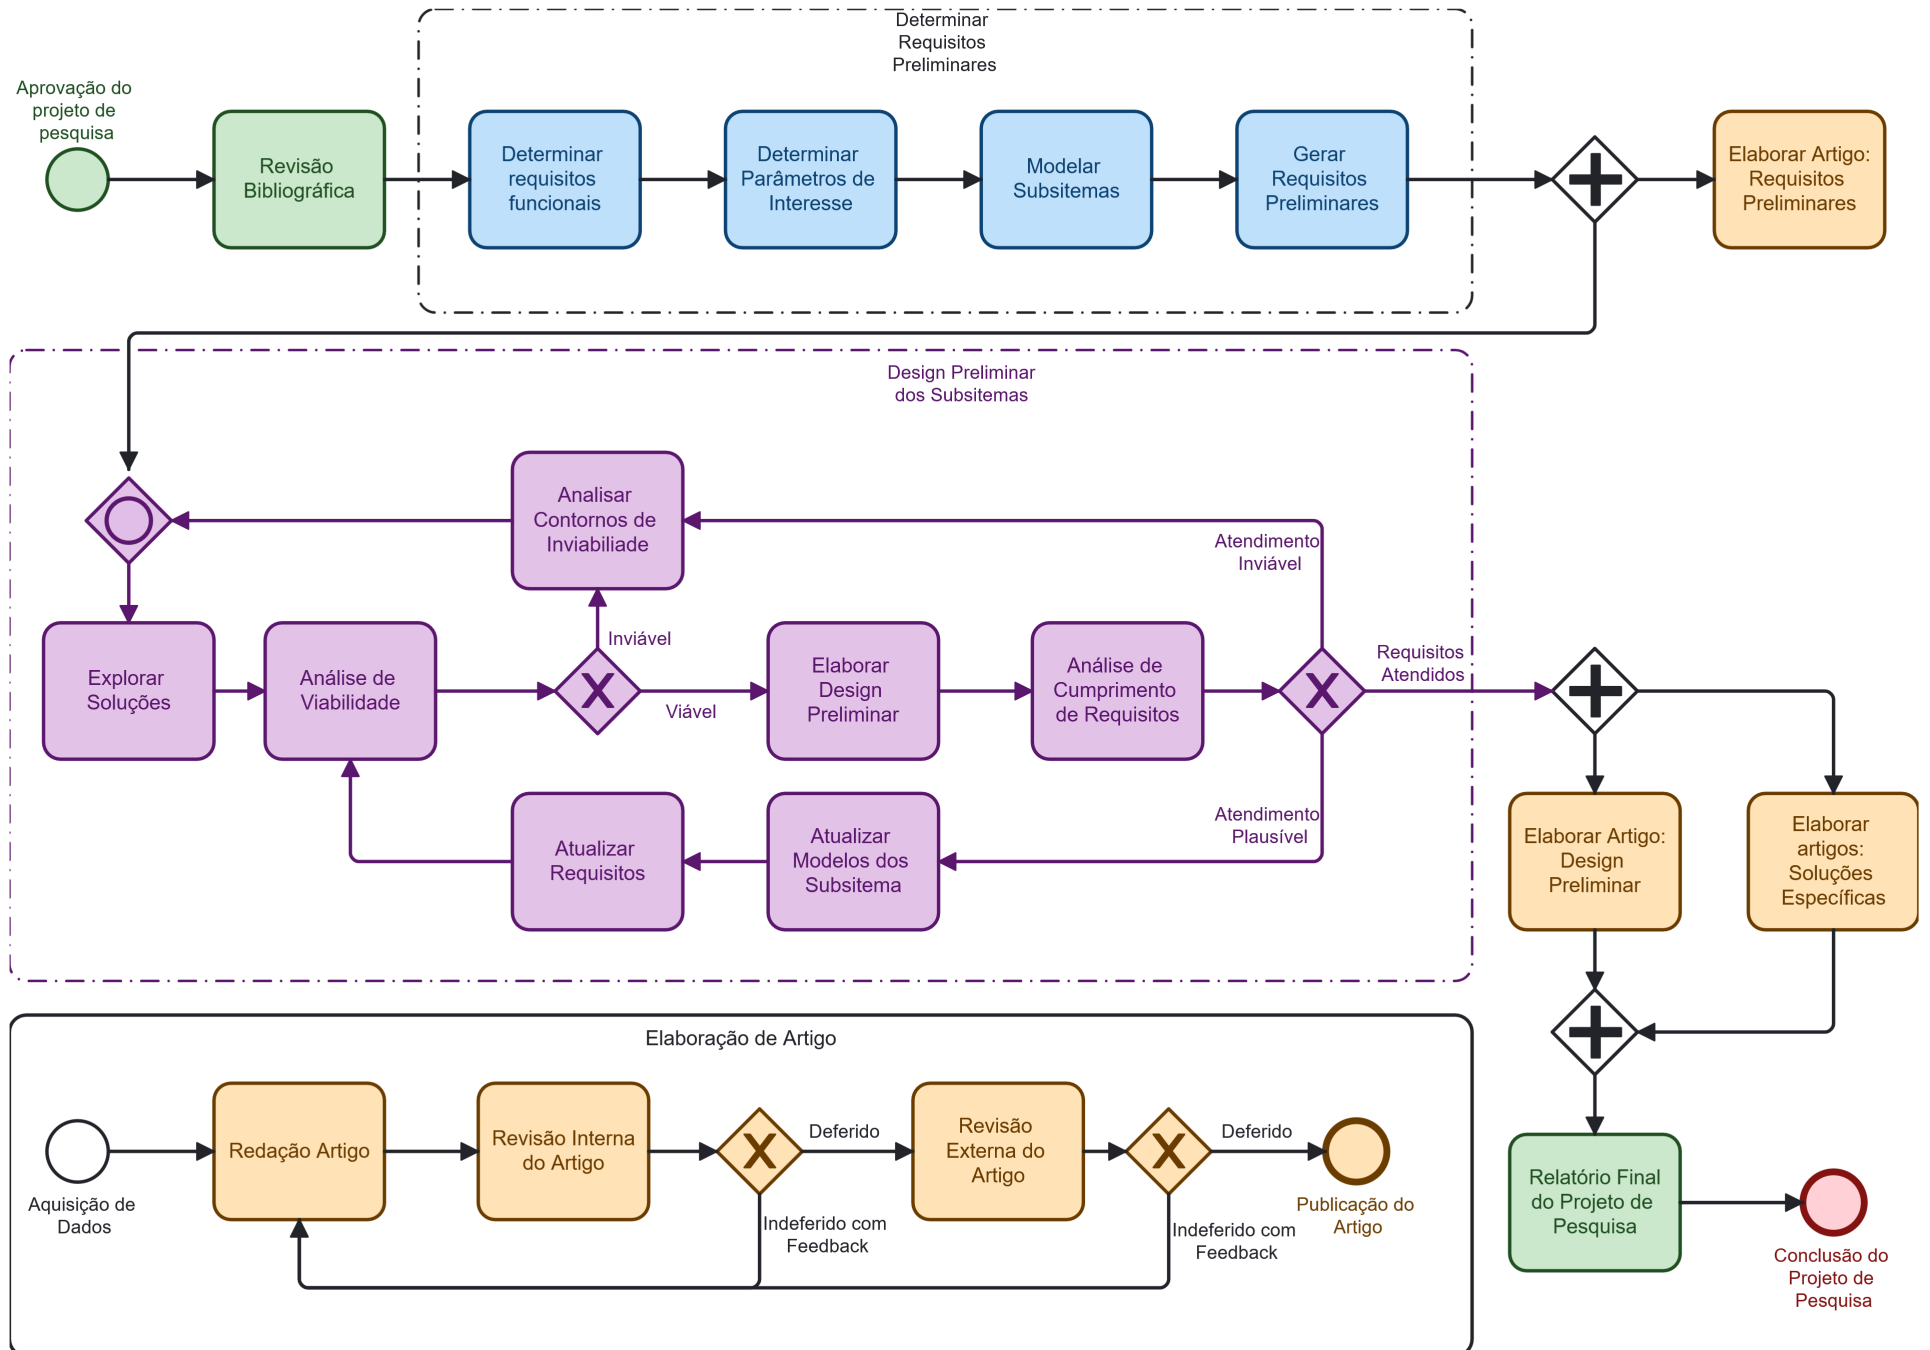 Determinar
Requisitos
Preliminares
Aprovação do
projeto de
pesquisa
Revisão
Bibliográfica
Determinar
requisitos
funcionais
Determinar
Parâmetros de
Interesse
Modelar
Subsitemas
Gerar
Requisitos
Preliminares
Elaborar Artigo:
Requisitos
Preliminares
Design Preliminar
dos Subsitemas
Analisar
Contornos de
Inviabiliade
Atendimento
Inviável
Explorar
Soluções
Análise de
Viabilidade
Inviável
X
Viável
Elaborar
Design
Preliminar
Análise de
Cumprimento
de Requisitos
X
Requisitos
Atendidos
Atendimento
Plausível
Atualizar
Requisitos
Atualizar
Modelos dos
Subsitema
Elaborar Artigo:
Design
Preliminar
Elaborar
artigos:
Soluções
Específicas
Elaboração de Artigo
Aquisição de
Dados
Redação Artigo
Revisão Interna
do Artigo
X
Deferido
Indeferido com
Feedback
Revisão
Externa do
Artigo
X
Deferido
Indeferido com
Feedback
Publicação do
Artigo
Relatório Final
do Projeto de
Pesquisa
Conclusão do
Projeto de
Pesquisa